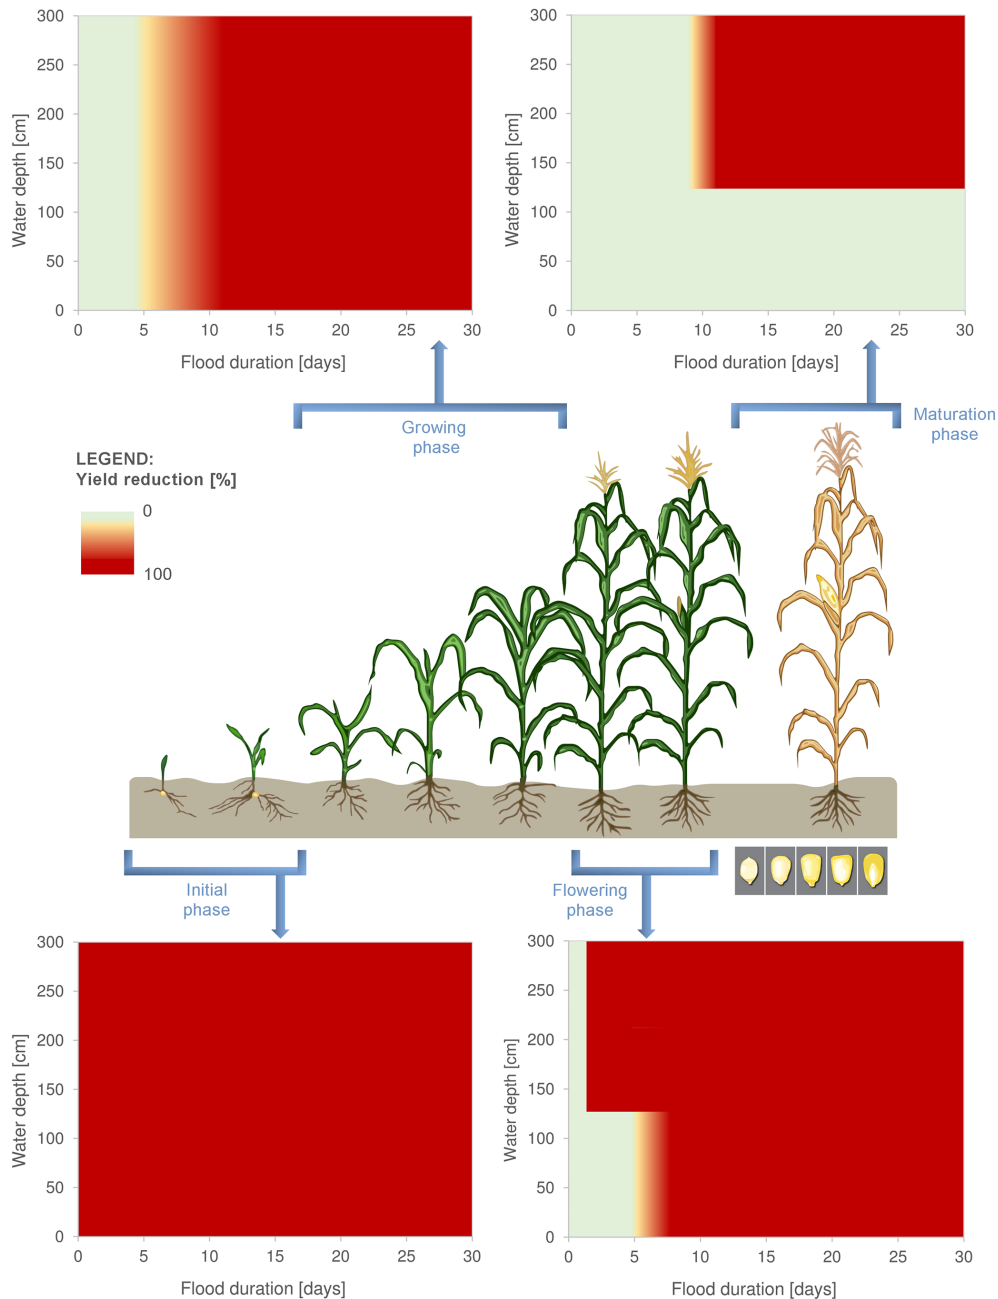 300
250
200
150
100
50
0
Water depth [cm]
0 5 10 15 20 25 30
Flood duration [days]
300
250
200
150
100
50
0
Water depth [cm]
0 5 10 15 20 25 30
Flood duration [days]
Growing
phase
Maturation
phase
LEGEND:
Yield reduction [%]
0
100
Initial
phase
Flowering
phase
300
250
200
150
100
50
0
Water depth [cm]
0 5 10 15 20 25 30
Flood duration [days]
300
250
200
150
100
50
0
Water depth [cm]
0 5 10 15 20 25 30
Flood duration [days]